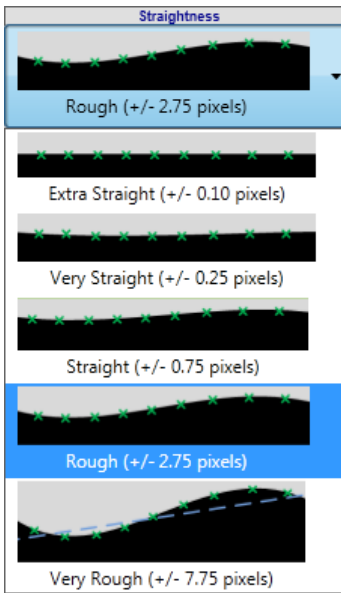 Straightness
Rough (+/- 2.75 pixels)
Extra Straight (+/- 0.10 pixels)
Very Straight (+/- 0.25 pixels)
Straight (+/- 0.75 pixels)
Rough (+/- 2.75 pixels)
Very Rough (+/- 7.75 pixels)